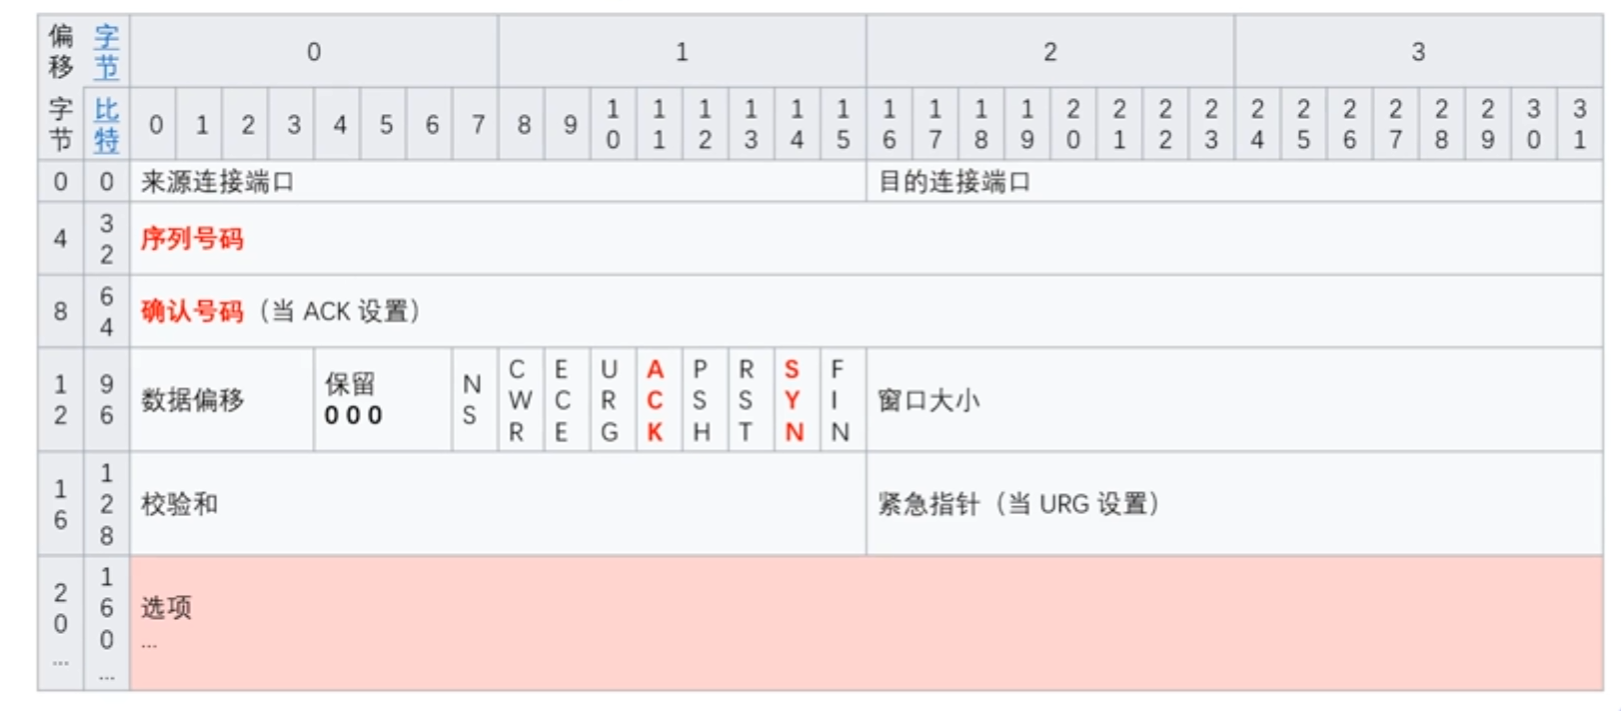 偏移 字节 0 1 2 3
字节 比特 0 1 2 3 4 5 6 7 8 9 10 11 12 13 14 15 16 17 18 19 20 21 22 23 24 25 26 27 28 29 30 31
0 0 来源连接端口 目的连接端口
4 32 序列号码
8 64 确认号码（当 ACK 设置）
12 96 数据偏移 保留 000 NS CWR ECE URG ACK PSH RST SYN FIN 窗口大小
16 128 校验和 紧急指针（当 URG 设置）
20 160 选项
... ... ...